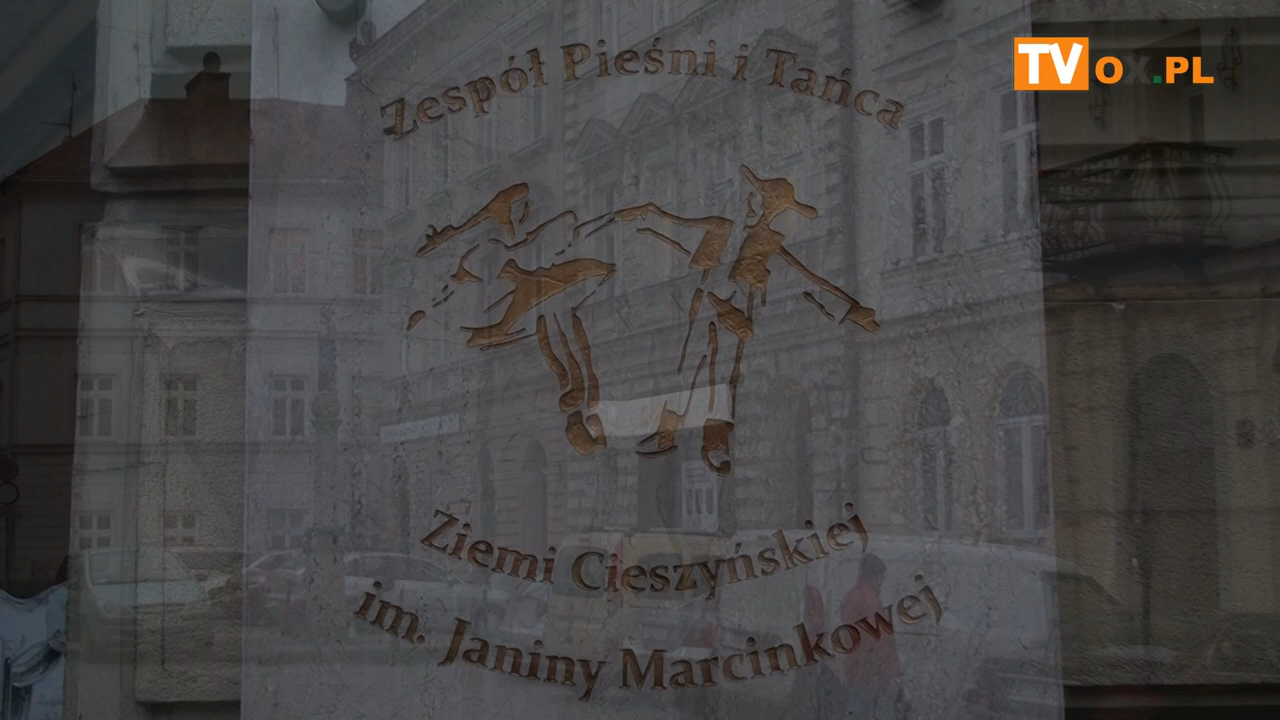 TVox.PL
Zespół Pieśni i Tańca
Ziemi Cieszyńskiej
im. Janiny Marcinkowej